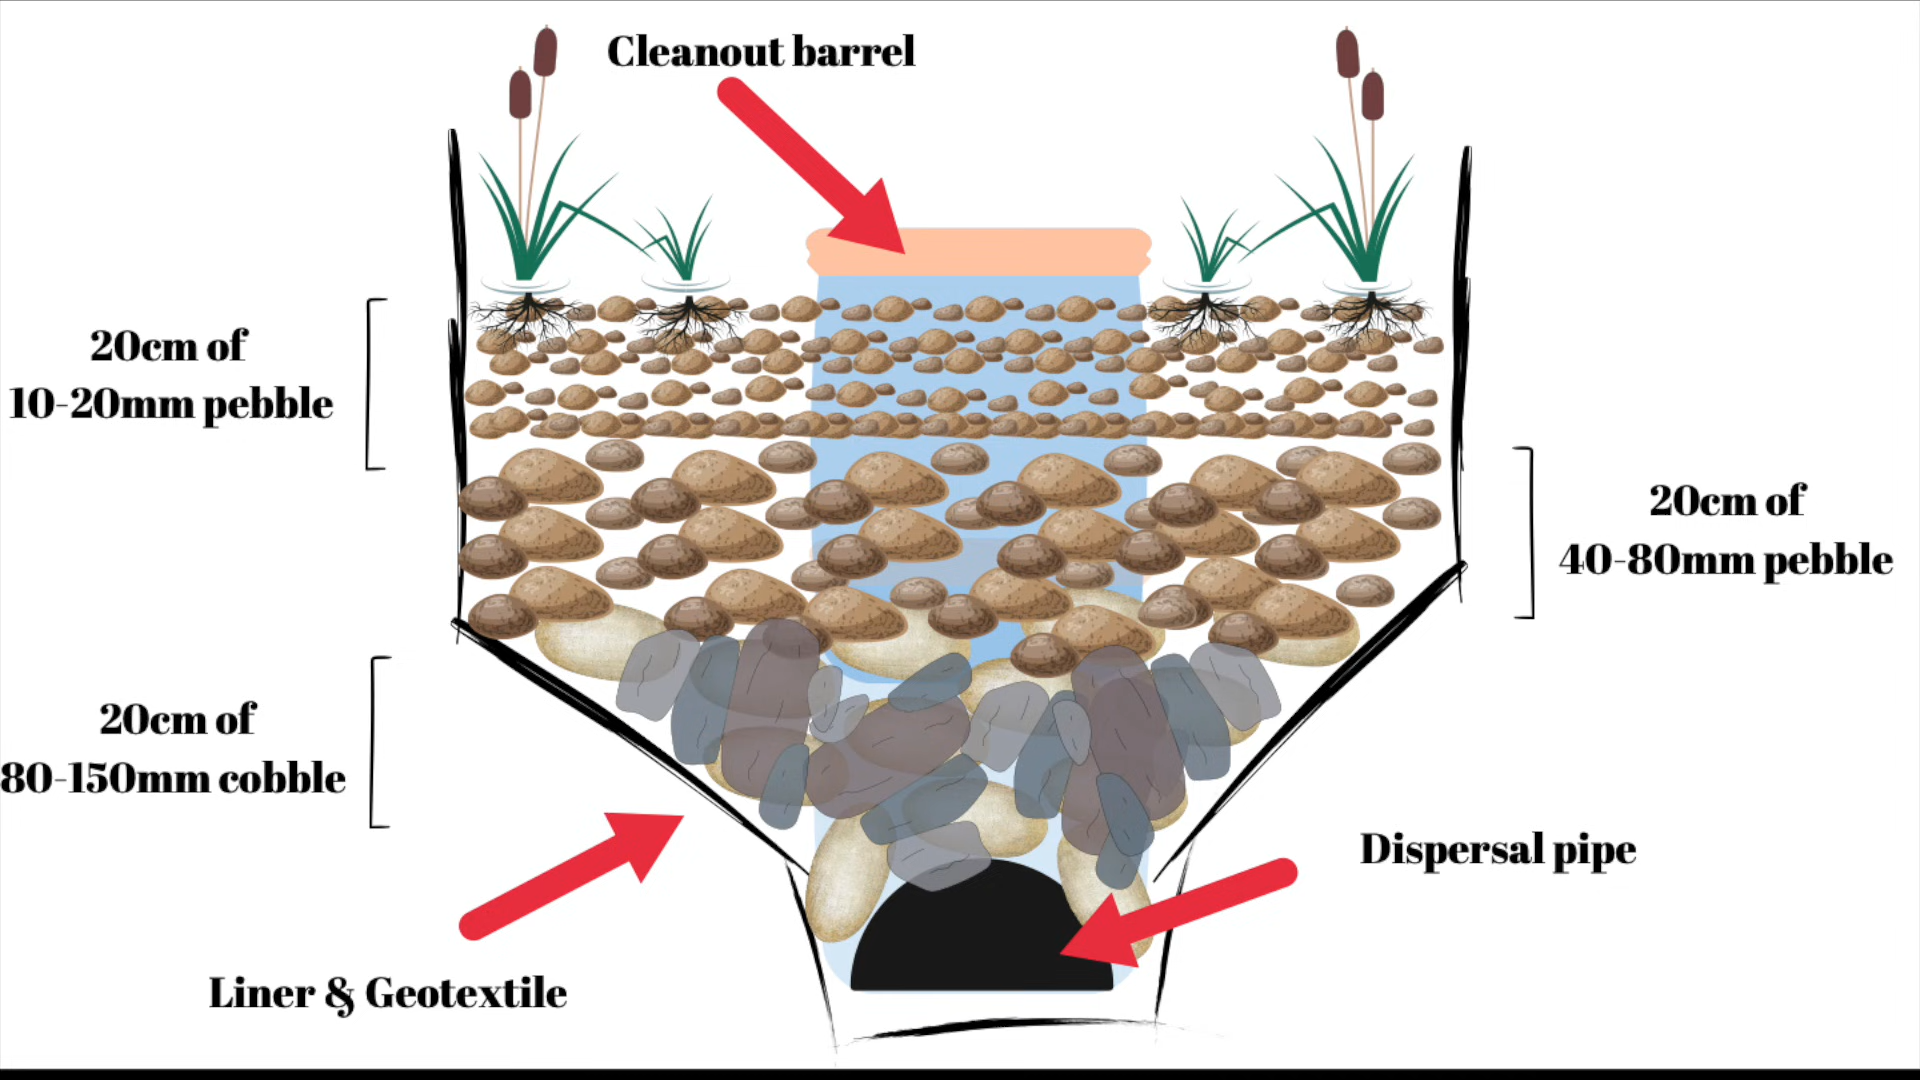 Cleanout barrel
20cm of
10-20mm pebble
20cm of
40-80mm pebble
20cm of
80-150mm cobble
Dispersal pipe
Liner & Geotextile